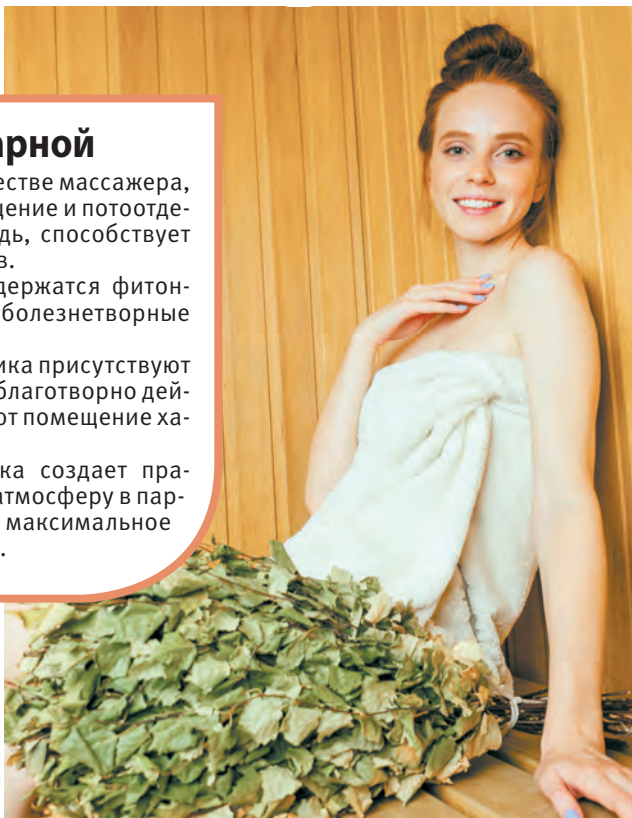 арной
естве массажера,
щение и потоотде-
дь, способствует
в.
держатся фитон-
болезнетворные
ика присутствуют
благотворно дей-
от помещение ха-
ка создает пра-
атмосферу в пар-
максимальное
.